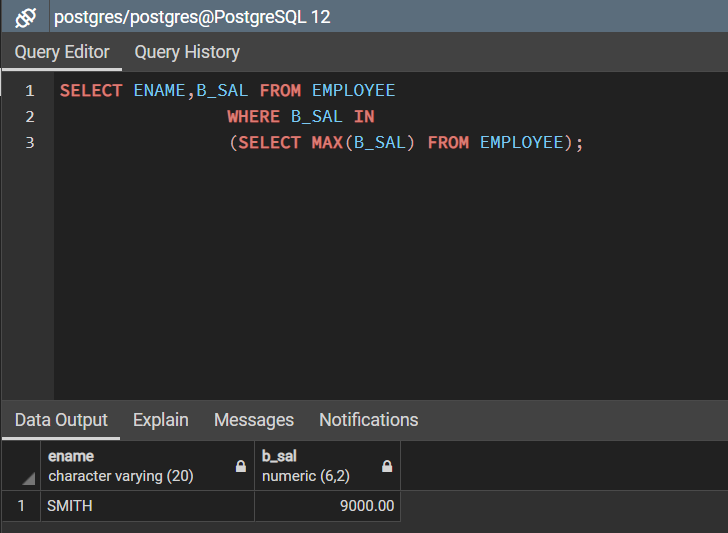 postgres/postgres@PostgreSQL 12
Query Editor Query History
1 SELECT ENAME,B_SAL FROM EMPLOYEE
2 WHERE B_SAL IN
3 (SELECT MAX(B_SAL) FROM EMPLOYEE);
Data Output Explain Messages Notifications
ename b_sal
character varying (20) numeric (6,2)
1 SMITH 9000.00